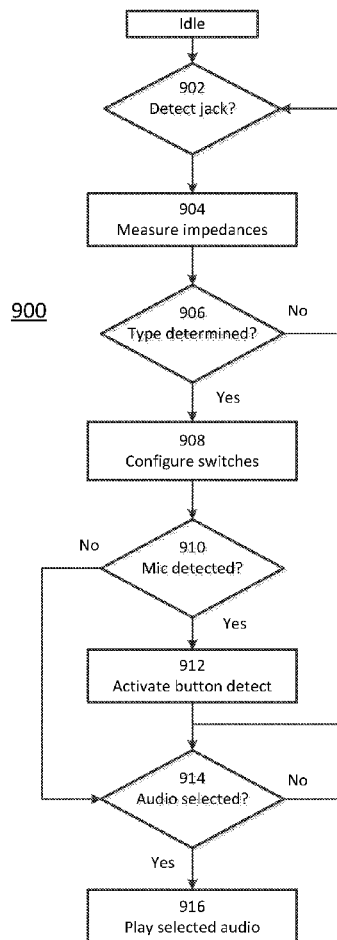 Idle
902
Detect jack?
904
Measure impedances
900
906
Type determined?
No
Yes
908
Configure switches
No
910
Mic detected?
Yes
912
Activate button detect
914
Audio selected?
No
Yes
916
Play selected audio